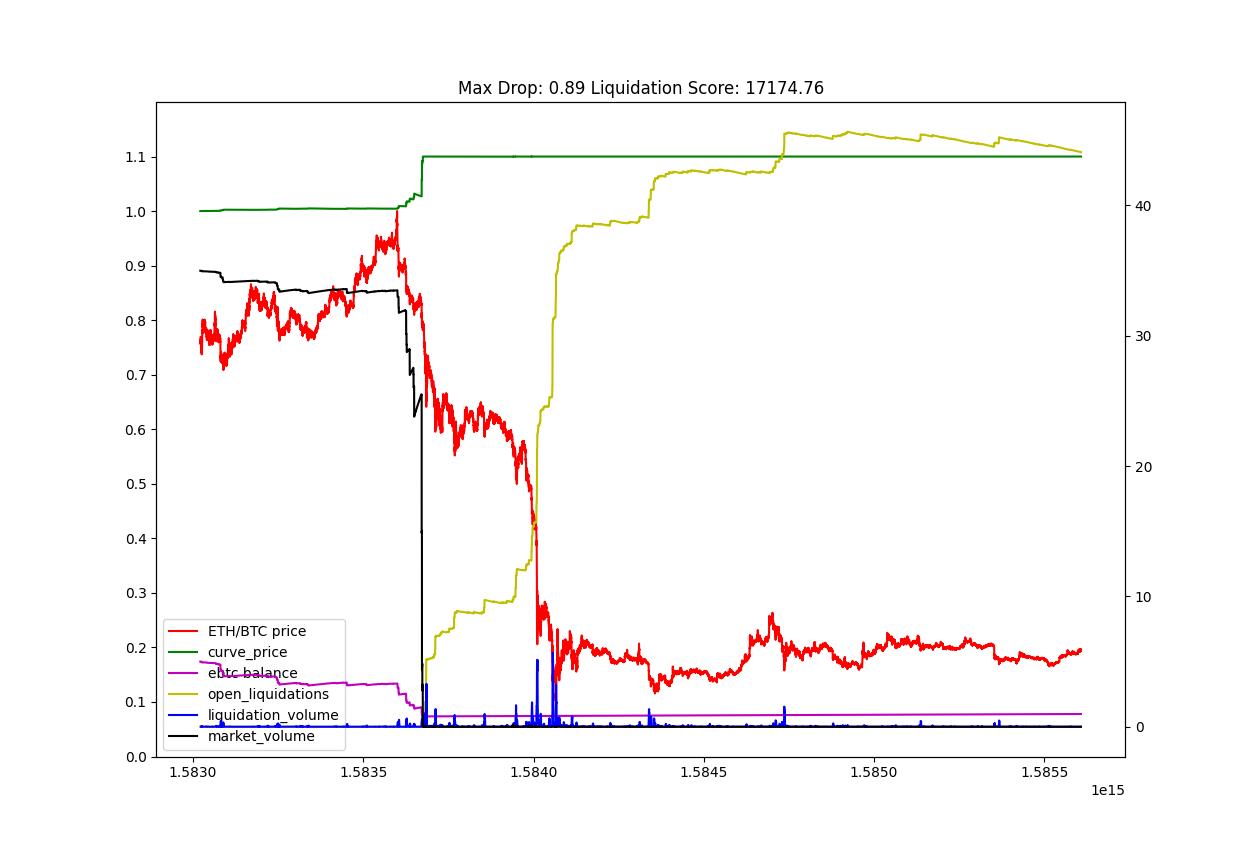 Max Drop: 0.89 Liquidation Score: 17174.76
1.1
1.0
0.9
0.8
0.7
0.6
0.5
0.4
0.3
0.2
0.1
0.0
40
30
20
10
0
ETH/BTC price
curve_price
ebtc balance
open_liquidations
liquidation_volume
market_volume
1.5830 1.5835 1.5840 1.5845 1.5850 1.5855
1e15